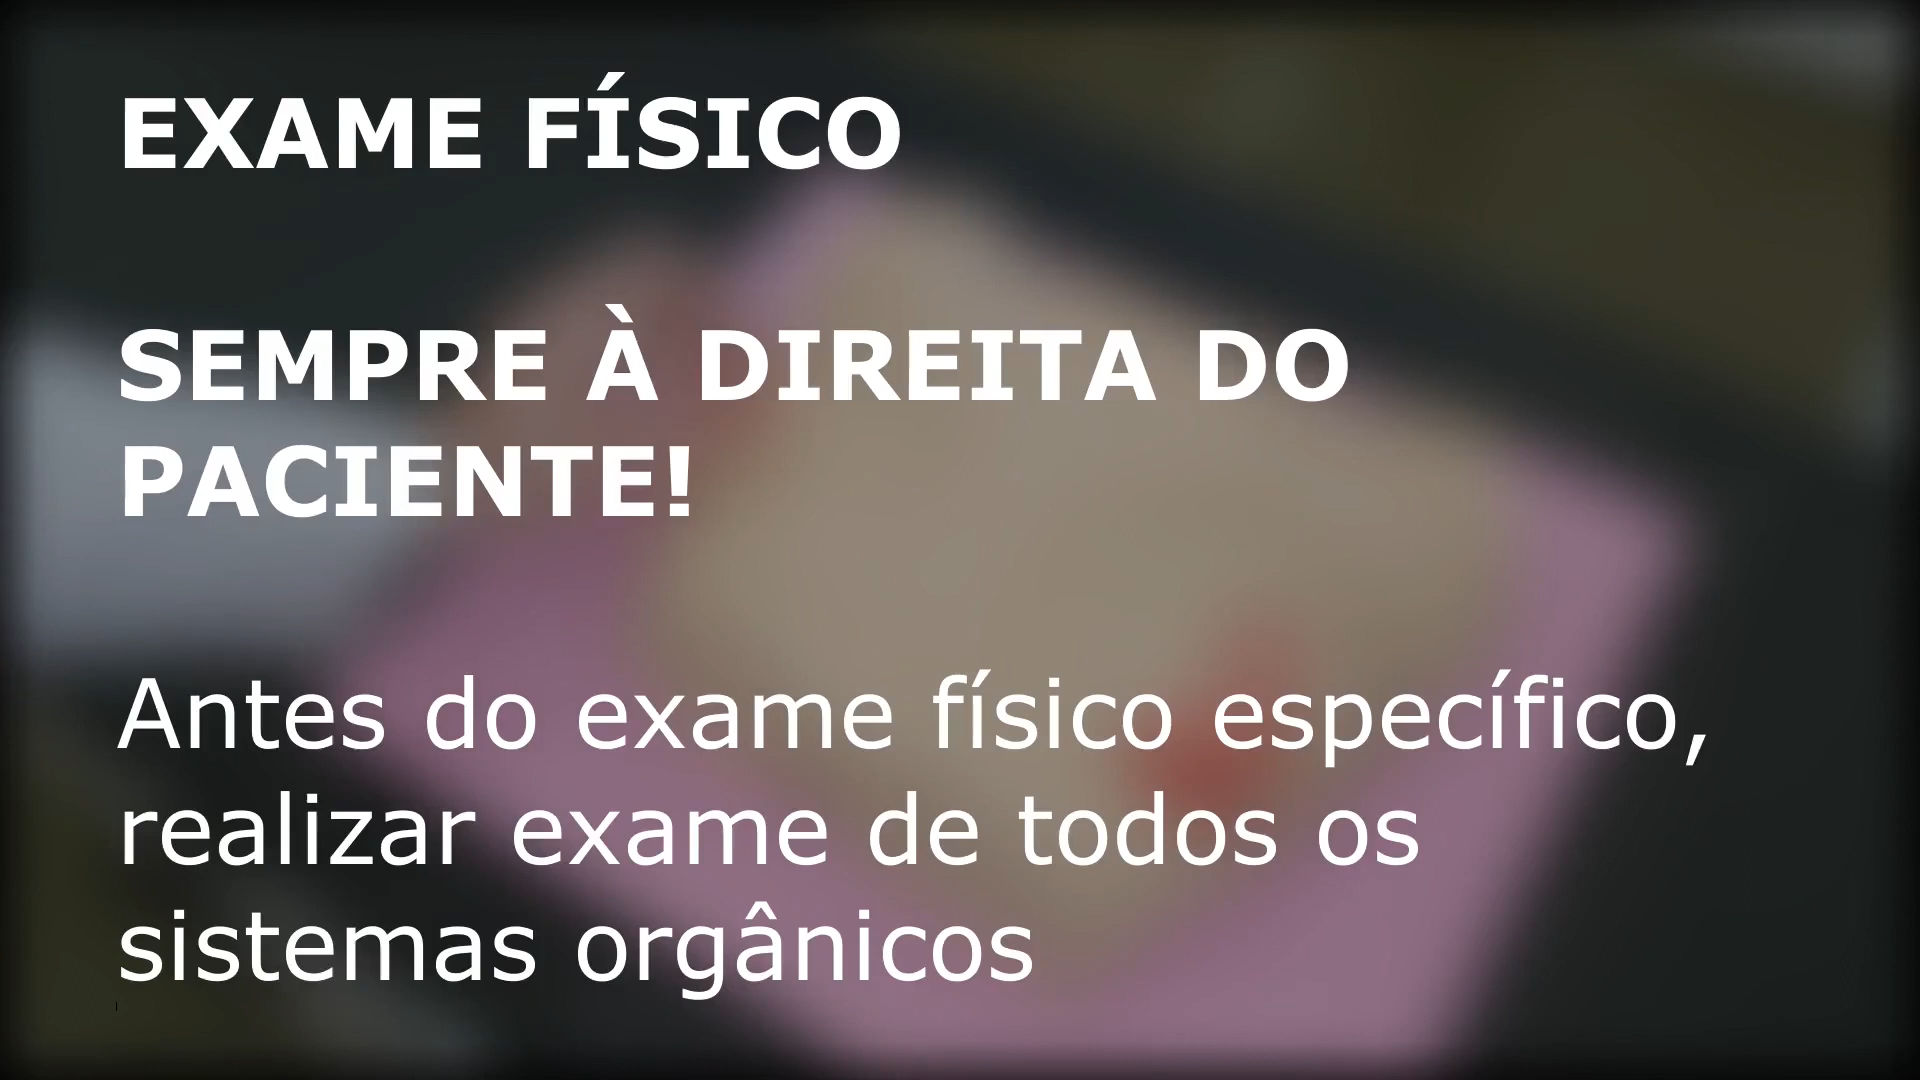 EXAME FÍSICO
SEMPRE À DIREITA DO
PACIENTE!
Antes do exame físico específico,
realizar exame de todos os
sistemas orgânicos